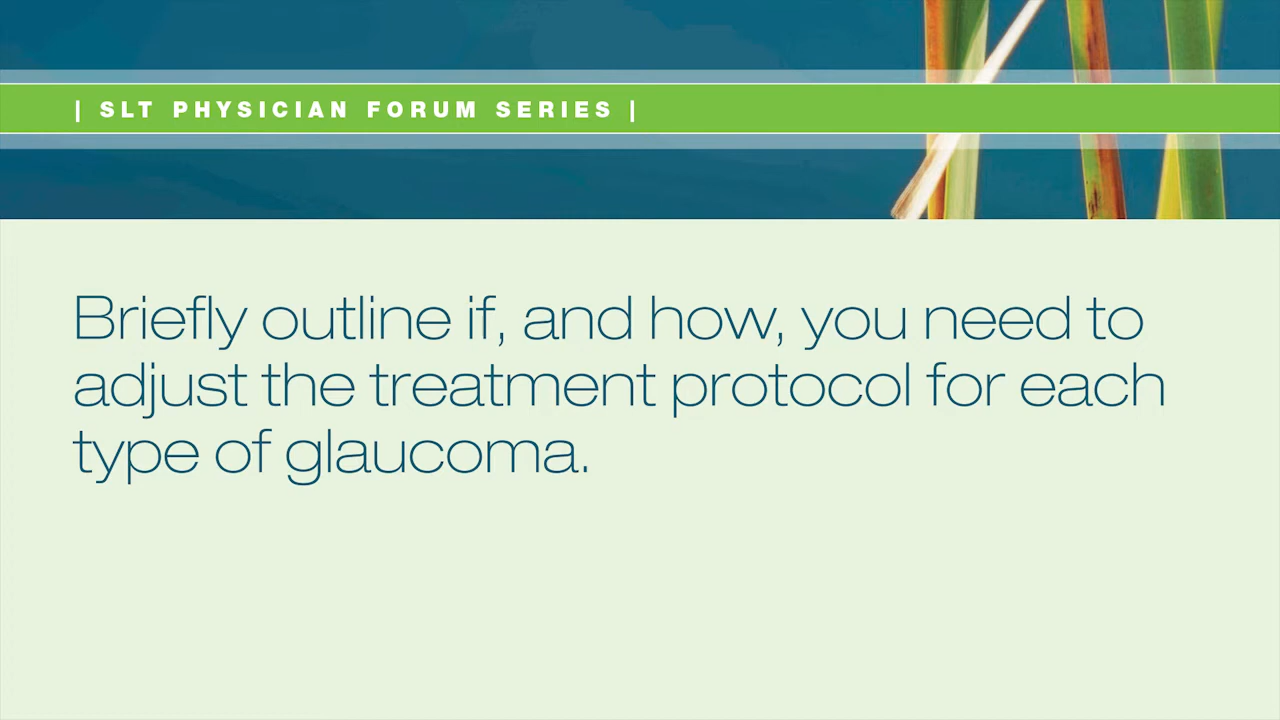 | SLT PHYSICIAN FORUM SERIES |
Briefly outline if, and how, you need to
adjust the treatment protocol for each
type of glaucoma.